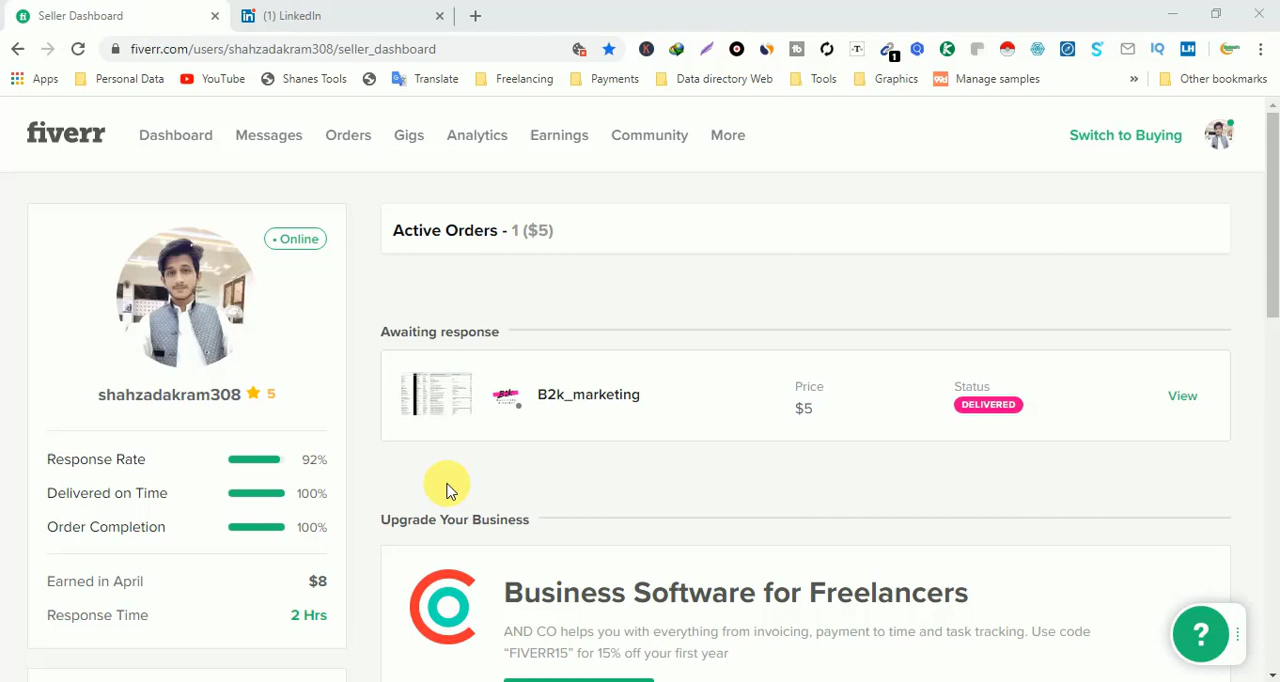 Seller Dashboard
(1) LinkedIn
fiverr.com/users/shahzadakram308/seller_dashboard
Apps Personal Data YouTube Shanes Tools Translate Freelancing Payments Data directory Web Tools Graphics Manage samples » Other bookmarks
fiverr Dashboard Messages Orders Gigs Analytics Earnings Community More Switch to Buying
• Online
shahzadakram308 ★ 5
Response Rate 92%
Delivered on Time 100%
Order Completion 100%
Earned in April $8
Response Time 2 Hrs
Active Orders - 1 ($5)
Awaiting response
B2k_marketing
Price
$5
Status
DELIVERED
View
Upgrade Your Business
Business Software for Freelancers
AND CO helps you with everything from invoicing, payment to time and task tracking. Use code
“FIVERR15” for 15% off your first year
?